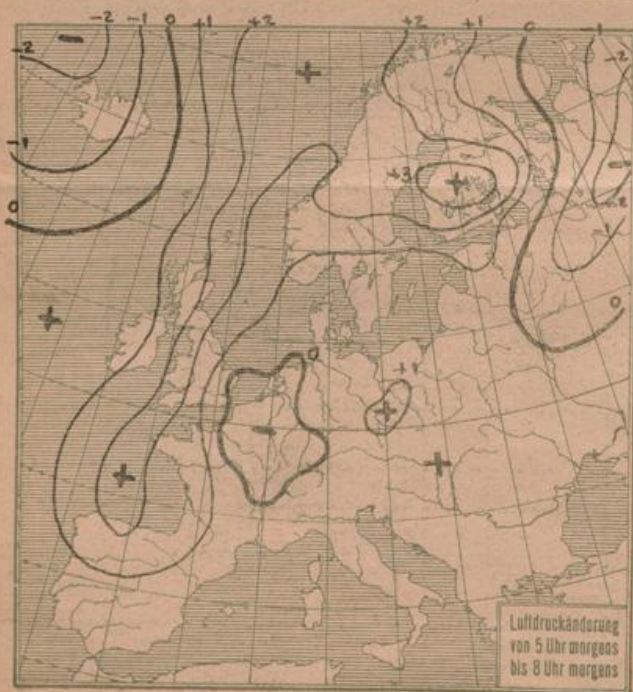 -2 -1 0 +1 +2 +2 +1 0 -1
-2 -2
-1
+3
-2
0 -1
0
0
+1
Luftdruckänderung
von 5 Uhr morgens
bis 8 Uhr morgens